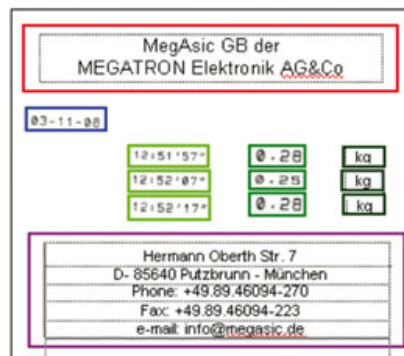 MegAsic GB der
MEGATRON Elektronik AG&Co
03-11-08
12:51'57" 0.28 kg
12:52'07" 0.25 kg
12:52'17" 0.28 kg
Hermann Oberth Str. 7
D- 85640 Putzbrunn - München
Phone: +49.89.46094-270
Fax: +49.89.46094-223
e-mail: info@megasic.de